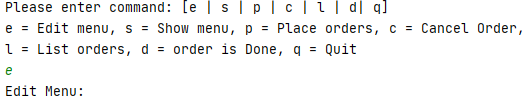 Please enter command: [e | s | p | c | l | d| q]
e = Edit menu, s = Show menu, p = Place orders, c = Cancel Order,
l = List orders, d = order is Done, q = Quit
e
Edit Menu: